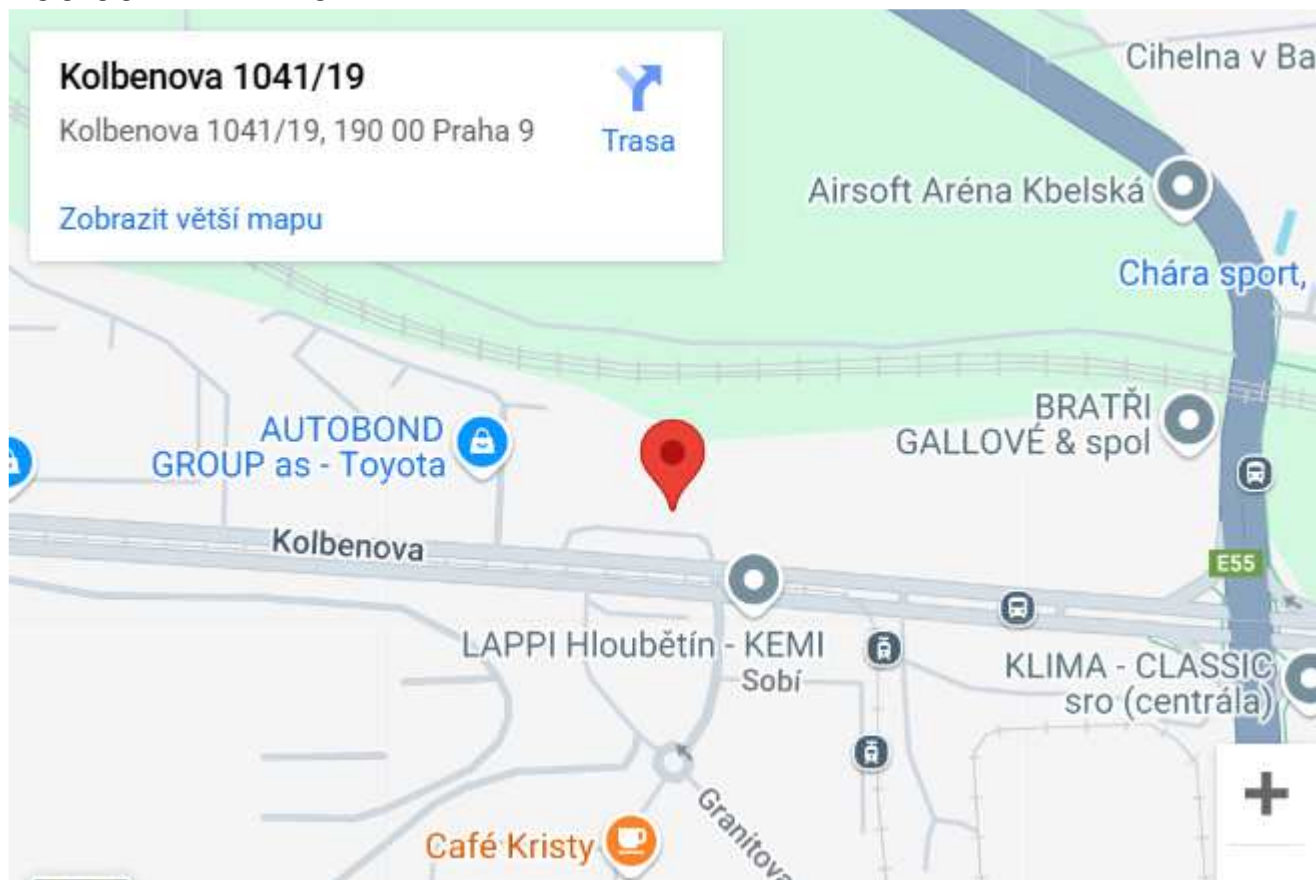 Kolbenova 1041/19
Kolbenova 1041/19, 190 00 Praha 9
Trasa
Zobrazit větší mapu
Cihelna v Ba
Airsoft Aréna Kbelská
Chára sport,
BRATŘI
GALLOVÉ & spol
AUTOBOND
GROUP as - Toyota
Kolbenova
E55
LAPPI Hloubětín - KEMI
Sobí
KLIMA - CLASSIC
sro (centrála)
Granitova
Café Kristy